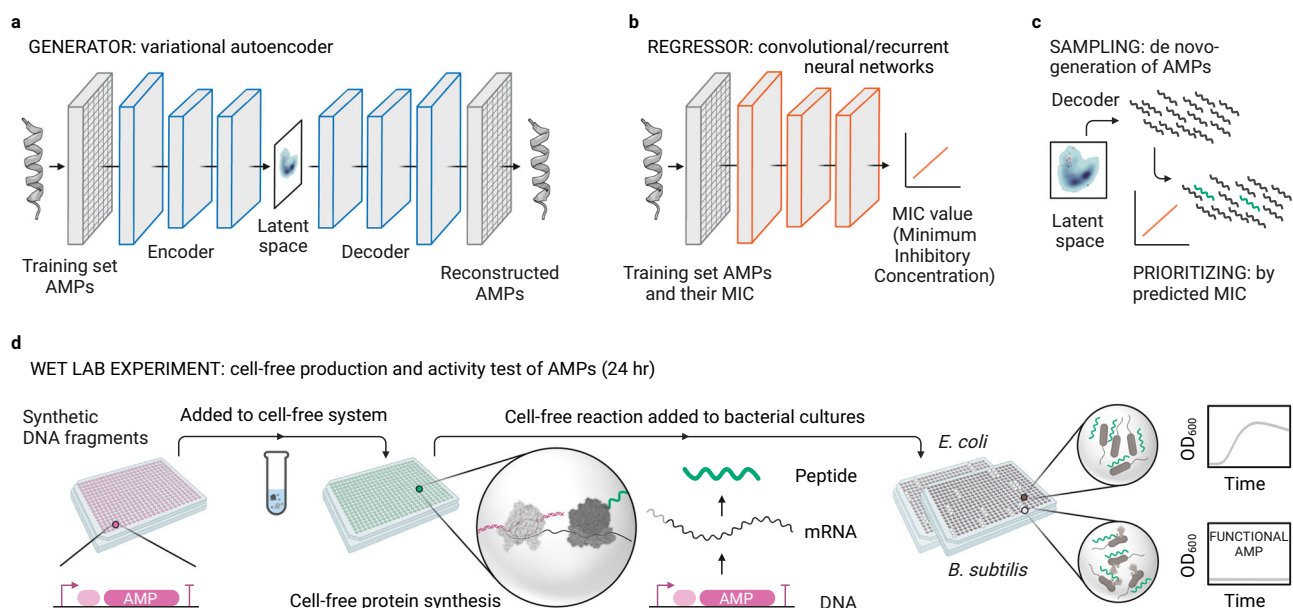 a
GENERATOR: variational autoencoder
Training set
AMPs
Encoder
Latent
space
Decoder
Reconstructed
AMPs
b
REGRESSOR: convolutional/recurrent
neural networks
Training set AMPs
and their MIC
MIC value
(Minimum
Inhibitory
Concentration)
c
SAMPLING: de novo-
generation of AMPs
Decoder
Latent
space
PRIORITIZING: by
predicted MIC
d
WET LAB EXPERIMENT: cell-free production and activity test of AMPs (24 hr)
Synthetic
DNA fragments
Added to cell-free system
Cell-free reaction added to bacterial cultures
AMP
Cell-free protein synthesis
Peptide
mRNA
AMP
DNA
E. coli
B. subtilis
OD600
Time
OD600
FUNCTIONAL
AMP
Time